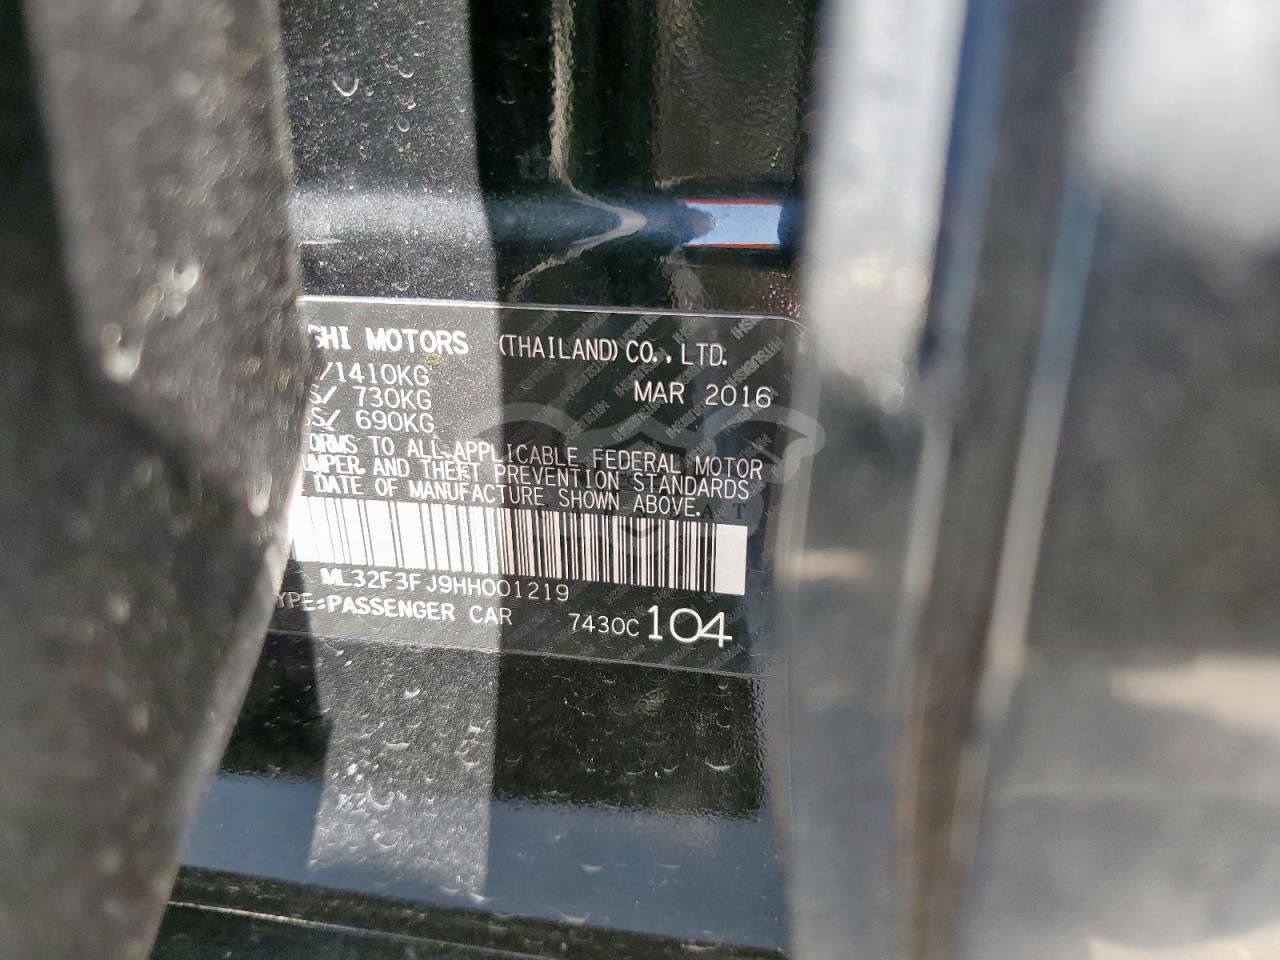 SHI MOTORS (THAILAND) CO., LTD.
/1410KG MAR 2016
S/ 730KG
SS/ 690KG
ORMS TO ALL APPLICABLE FEDERAL MOTOR
UMPER AND THEFT PREVENTION STANDARDS
DATE OF MANUFACTURE SHOWN ABOVE.
ML32F3FJ9HH001219
YPE:PASSENGER CAR 7430C 104